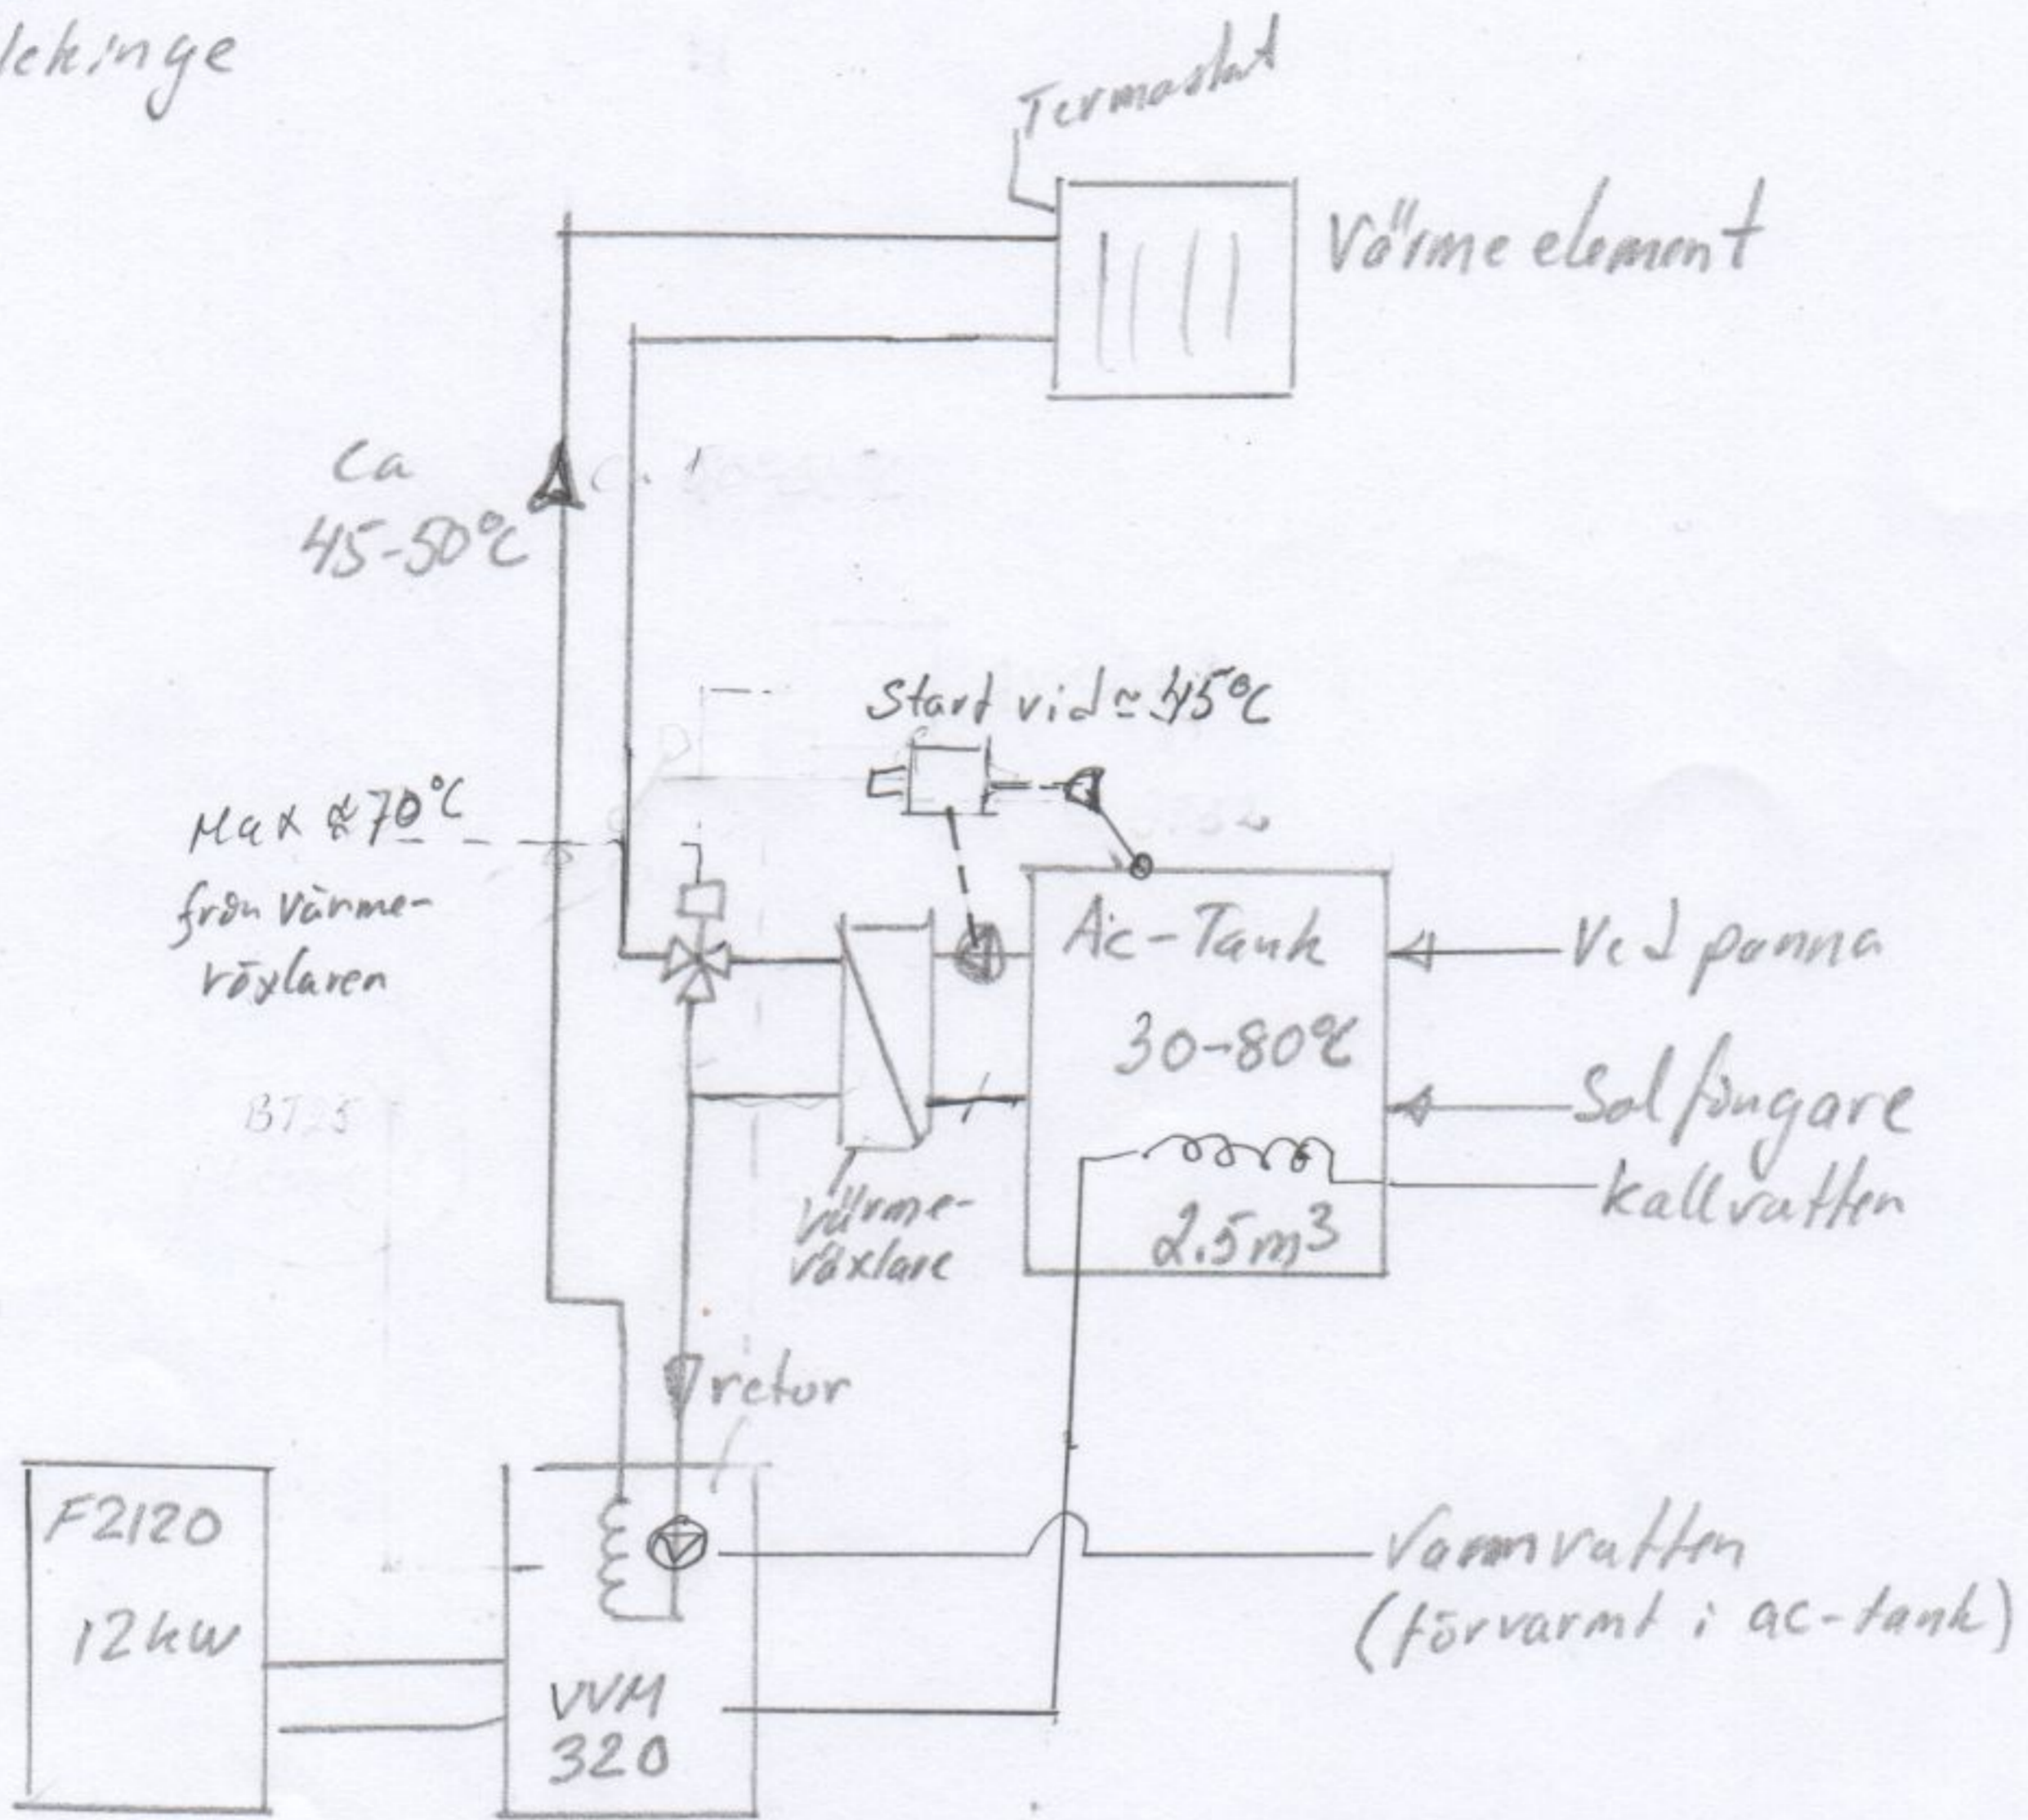 lekinge
Termostat
Värme element
Ca
45-50°C
Start vid ≈ 45°C
Max ≈ 70°C
från värme-
växlaren
Ac-Tank
30-80°C
2.5m³
Ved panna
Sol fångare
kallvatten
BT25
värme-
växlare
retur
F2120
12kW
VVM
320
Varmvatten
(förvarmt i ac-tank)